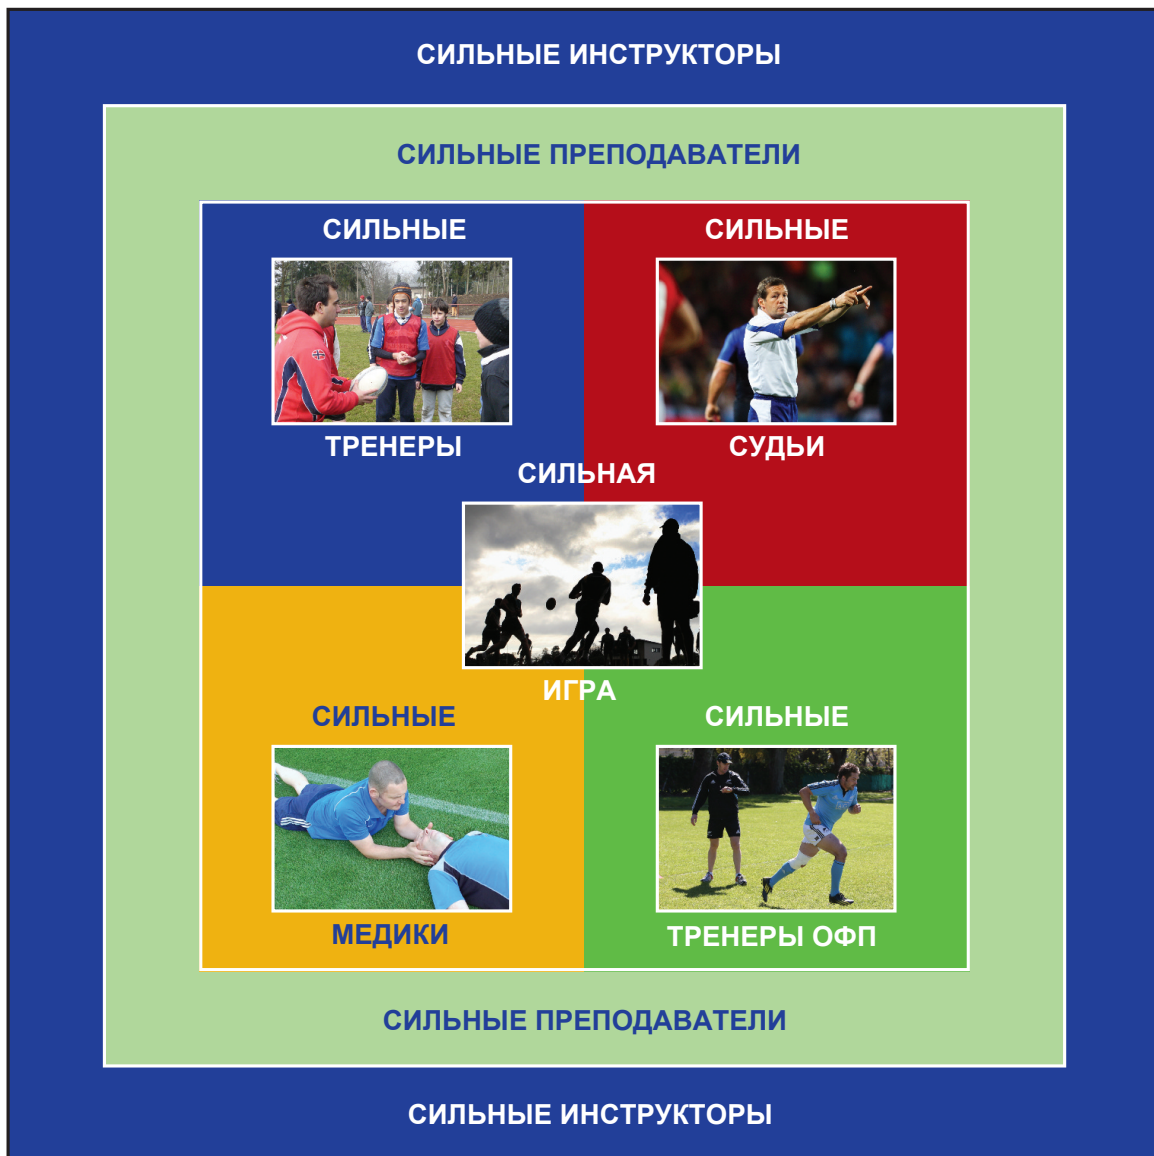 СИЛЬНЫЕ ИНСТРУКТОРЫ
СИЛЬНЫЕ ПРЕПОДАВАТЕЛИ
СИЛЬНЫЕ
ТРЕНЕРЫ
СИЛЬНЫЕ
СУДЬИ
СИЛЬНАЯ
ИГРА
СИЛЬНЫЕ
МЕДИКИ
СИЛЬНЫЕ
ТРЕНЕРЫ ОФП
СИЛЬНЫЕ ПРЕПОДАВАТЕЛИ
СИЛЬНЫЕ ИНСТРУКТОРЫ